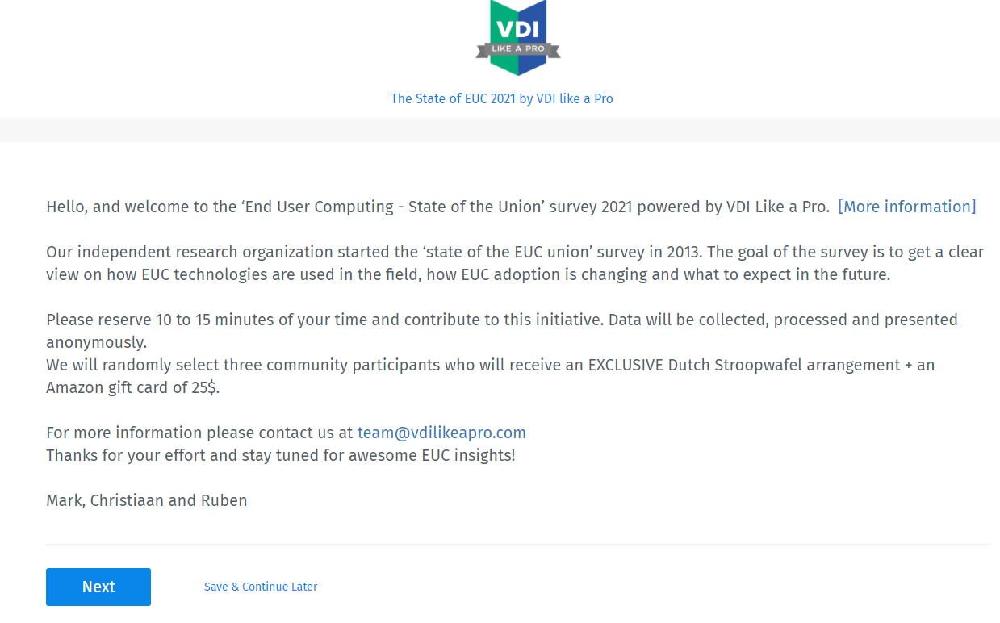 VDI
LIKE A PRO
The State of EUC 2021 by VDI like a Pro
Hello, and welcome to the ‘End User Computing - State of the Union’ survey 2021 powered by VDI Like a Pro. [More information]
Our independent research organization started the ‘state of the EUC union’ survey in 2013. The goal of the survey is to get a clear
view on how EUC technologies are used in the field, how EUC adoption is changing and what to expect in the future.
Please reserve 10 to 15 minutes of your time and contribute to this initiative. Data will be collected, processed and presented
anonymously.
We will randomly select three community participants who will receive an EXCLUSIVE Dutch Stroopwafel arrangement + an
Amazon gift card of 25$.
For more information please contact us at team@vdilikeapro.com
Thanks for your effort and stay tuned for awesome EUC insights!
Mark, Christiaan and Ruben
Next
Save & Continue Later